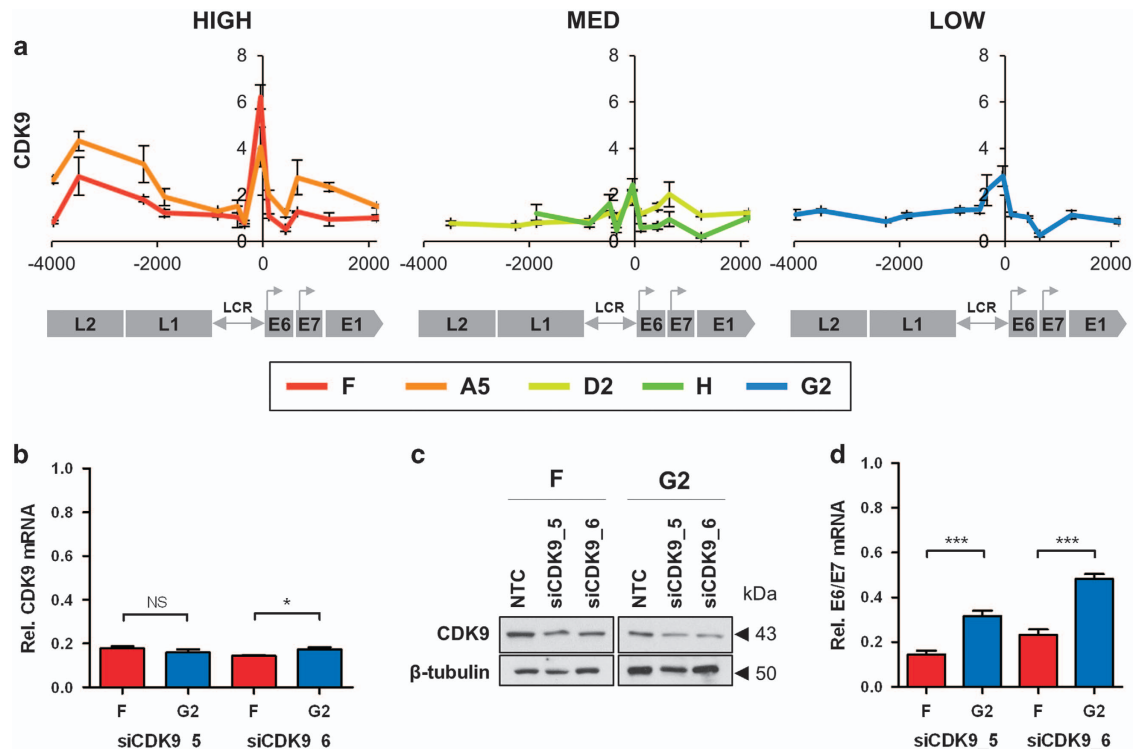 HIGH MED LOW
a
CDK9
8 8 8
6 6 6
4 4 4
2 2 2
0 0 0
-4000 -2000 0 2000 -4000 -2000 0 2000 -4000 -2000 0 2000
LCR LCR LCR
L2 L1 E6 E7 E1 L2 L1 E6 E7 E1 L2 L1 E6 E7 E1
F A5 D2 H G2
b
Rel. CDK9 mRNA
1.0
0.8
0.6
0.4
0.2
0.0
NS *
F G2 F G2
siCDK9_5 siCDK9_6
c
F G2
NTC siCDK9_5 siCDK9_6 NTC siCDK9_5 siCDK9_6 kDa
CDK9 43
β-tubulin 50
d
Rel. E6/E7 mRNA
1.0
0.8
0.6
0.4
0.2
0.0
*** ***
F G2 F G2
siCDK9_5 siCDK9_6